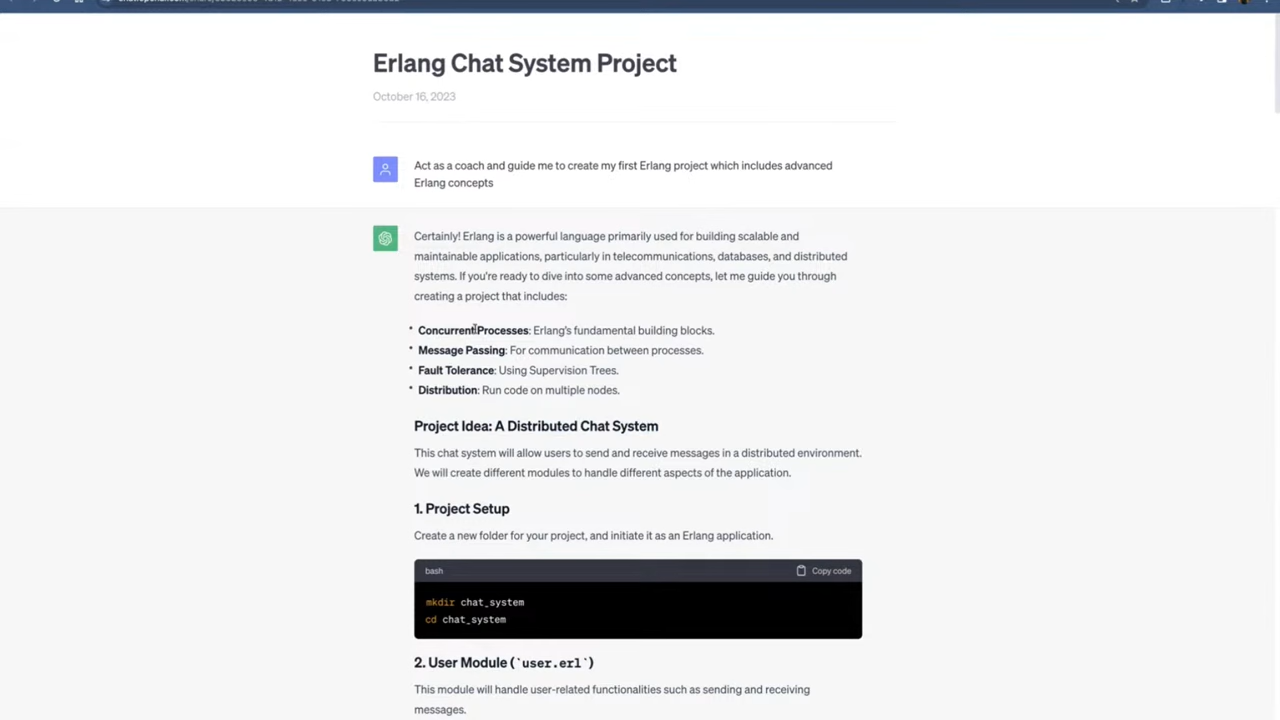 Erlang Chat System Project
October 16, 2023
Act as a coach and guide me to create my first Erlang project which includes advanced
Erlang concepts
Certainly! Erlang is a powerful language primarily used for building scalable and
maintainable applications, particularly in telecommunications, databases, and distributed
systems. If you're ready to dive into some advanced concepts, let me guide you through
creating a project that includes:
• Concurrent Processes: Erlang's fundamental building blocks.
• Message Passing: For communication between processes.
• Fault Tolerance: Using Supervision Trees.
• Distribution: Run code on multiple nodes.
Project Idea: A Distributed Chat System
This chat system will allow users to send and receive messages in a distributed environment.
We will create different modules to handle different aspects of the application.
1. Project Setup
Create a new folder for your project, and initiate it as an Erlang application.
bash Copy code
mkdir chat_system
cd chat_system
2. User Module (`user.erl`)
This module will handle user-related functionalities such as sending and receiving
messages.